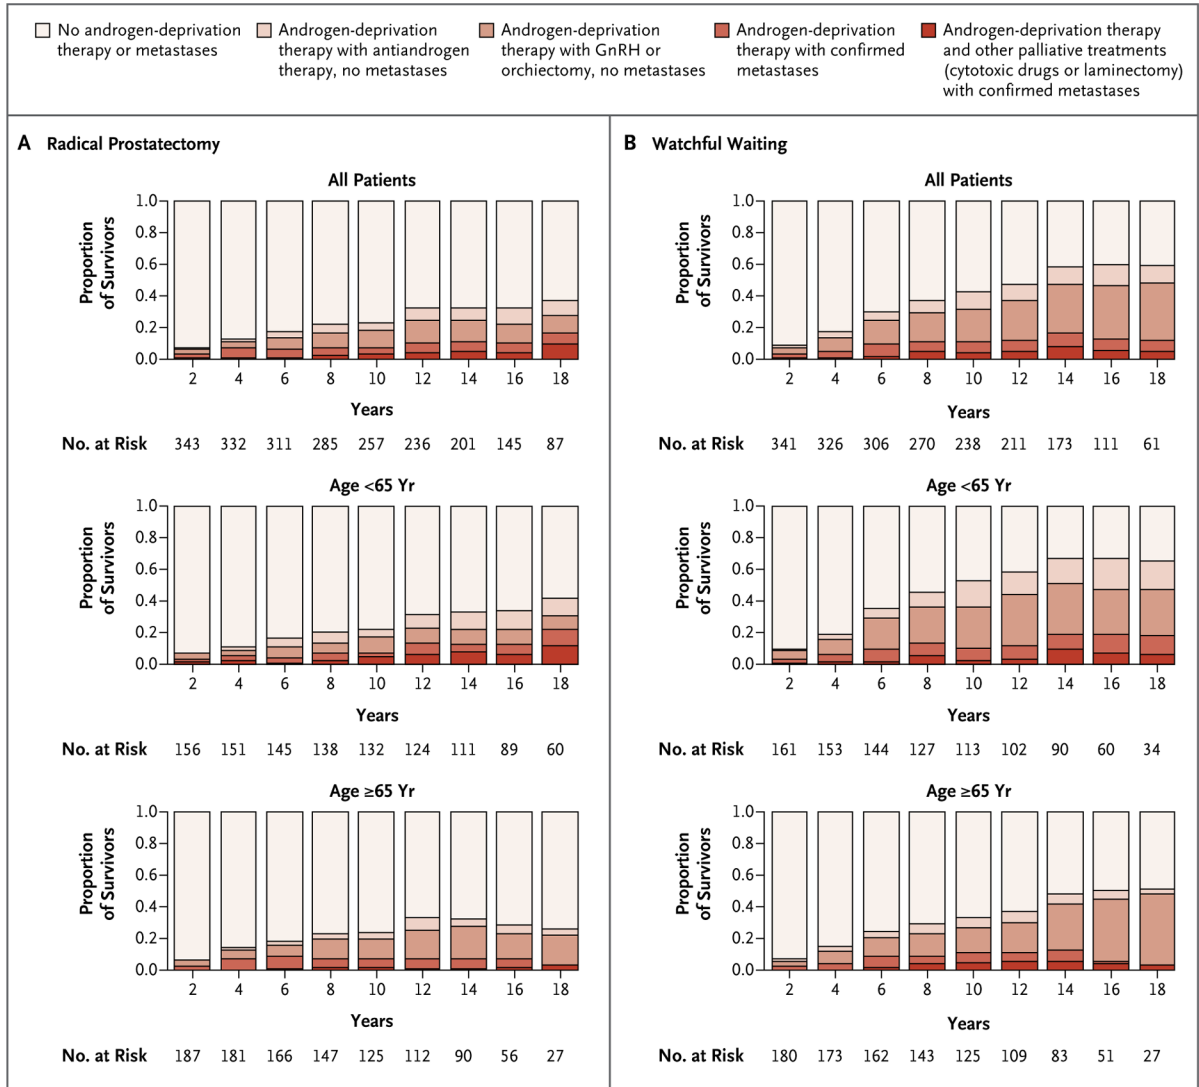 No androgen-deprivation
therapy or metastases
Androgen-deprivation
therapy with antiandrogen
therapy, no metastases
Androgen-deprivation
therapy with GnRH or
orchiectomy, no metastases
Androgen-deprivation
therapy with confirmed
metastases
Androgen-deprivation therapy
and other palliative treatments
(cytotoxic drugs or laminectomy)
with confirmed metastases
A Radical Prostatectomy
All Patients
Proportion
of Survivors
1.0
0.8
0.6
0.4
0.2
0.0
2 4 6 8 10 12 14 16 18
Years
No. at Risk 343 332 311 285 257 236 201 145 87
Age <65 Yr
Proportion
of Survivors
1.0
0.8
0.6
0.4
0.2
0.0
2 4 6 8 10 12 14 16 18
Years
No. at Risk 156 151 145 138 132 124 111 89 60
Age ≥65 Yr
Proportion
of Survivors
1.0
0.8
0.6
0.4
0.2
0.0
2 4 6 8 10 12 14 16 18
Years
No. at Risk 187 181 166 147 125 112 90 56 27
B Watchful Waiting
All Patients
Proportion
of Survivors
1.0
0.8
0.6
0.4
0.2
0.0
2 4 6 8 10 12 14 16 18
Years
No. at Risk 341 326 306 270 238 211 173 111 61
Age <65 Yr
Proportion
of Survivors
1.0
0.8
0.6
0.4
0.2
0.0
2 4 6 8 10 12 14 16 18
Years
No. at Risk 161 153 144 127 113 102 90 60 34
Age ≥65 Yr
Proportion
of Survivors
1.0
0.8
0.6
0.4
0.2
0.0
2 4 6 8 10 12 14 16 18
Years
No. at Risk 180 173 162 143 125 109 83 51 27